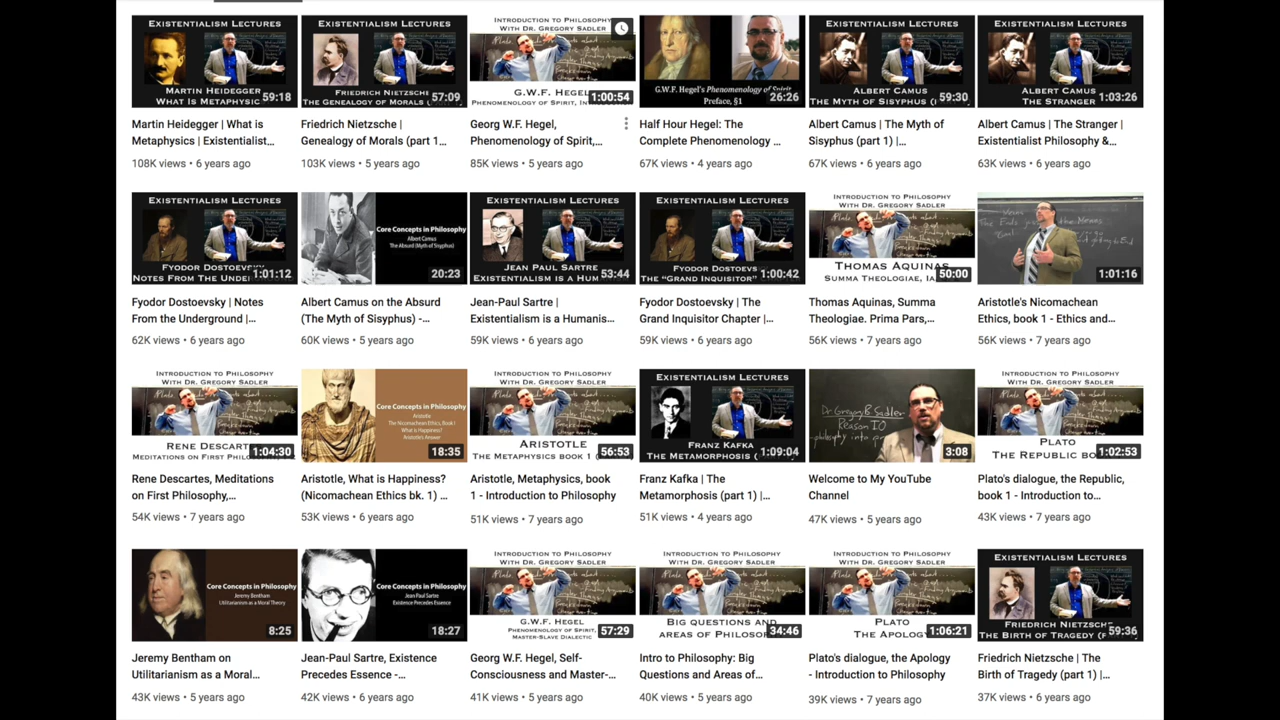 EXISTENTIALISM LECTURES
MARTIN HEIDEGGER
WHAT IS METAPHYSIC
59:18
Martin Heidegger | What is
Metaphysics | Existentialist...
108K views • 6 years ago
EXISTENTIALISM LECTURES
FRIEDRICH NIETZSCHE
THE GENEALOGY OF MORALS
57:09
Friedrich Nietzsche |
Genealogy of Morals (part 1...
103K views • 5 years ago
INTRODUCTION TO PHILOSOPHY
WITH DR. GREGORY SADLER
G.W.F. HEGEL
PHENOMENOLOGY OF SPIRIT,
1:00:54
Georg W.F. Hegel,
Phenomenology of Spirit,...
85K views • 5 years ago
G.W.F. Hegel's Phenomenology of Spirit
Preface, §1
26:26
Half Hour Hegel: The
Complete Phenomenology ...
67K views • 4 years ago
EXISTENTIALISM LECTURES
ALBERT CAMUS
THE MYTH OF SISYPHUS
59:30
Albert Camus | The Myth of
Sisyphus (part 1) |...
67K views • 6 years ago
EXISTENTIALISM LECTURES
ALBERT CAMUS
THE STRANGER
1:03:26
Albert Camus | The Stranger |
Existentialist Philosophy &...
63K views • 6 years ago
EXISTENTIALISM LECTURES
FYODOR DOSTOEVSKY
NOTES FROM THE UNDE
1:01:12
Fyodor Dostoevsky | Notes
From the Underground |...
62K views • 6 years ago
Core Concepts in Philosophy
Albert Camus
The Absurd (Myth of Sisyphus)
20:23
Albert Camus on the Absurd
(The Myth of Sisyphus) -...
60K views • 5 years ago
EXISTENTIALISM LECTURES
JEAN PAUL SARTRE
EXISTENTIALISM IS A HUM
53:44
Jean-Paul Sartre |
Existentialism is a Humanis...
59K views • 6 years ago
EXISTENTIALISM LECTURES
FYODOR DOSTOEVS
THE "GRAND INQUISITOR"
1:00:42
Fyodor Dostoevsky | The
Grand Inquisitor Chapter |...
59K views • 6 years ago
INTRODUCTION TO PHILOSOPHY
WITH DR. GREGORY SADLER
THOMAS AQUINAS
SUMMA THEOLOGIAE, IA
50:00
Thomas Aquinas, Summa
Theologiae. Prima Pars,...
56K views • 7 years ago
1:01:16
Aristotle's Nicomachean
Ethics, book 1 - Ethics and...
56K views • 7 years ago
INTRODUCTION TO PHILOSOPHY
WITH DR. GREGORY SADLER
RENE DESCART
MEDITATIONS ON FIRST PHILO
1:04:30
Rene Descartes, Meditations
on First Philosophy,...
54K views • 7 years ago
Core Concepts in Philosophy
Aristotle
The Nicomachean Ethics, Book I
What is Happiness?
Aristotle's Answer
18:35
Aristotle, What is Happiness?
(Nicomachean Ethics bk. 1) ...
53K views • 6 years ago
INTRODUCTION TO PHILOSOPHY
WITH DR. GREGORY SADLER
ARISTOTLE
THE METAPHYSICS BOOK 1
56:53
Aristotle, Metaphysics, book
1 - Introduction to Philosophy
51K views • 7 years ago
EXISTENTIALISM LECTURES
FRANZ KAFKA
THE METAMORPHOSIS
1:09:04
Franz Kafka | The
Metamorphosis (part 1) |...
51K views • 4 years ago
Dr Gregory B Sadler
Reason IO
philosophy into
3:08
Welcome to My YouTube
Channel
47K views • 5 years ago
INTRODUCTION TO PHILOSOPHY
WITH DR. GREGORY SADLER
PLATO
THE REPUBLIC BO
1:02:53
Plato's dialogue, the Republic,
book 1 - Introduction to...
43K views • 7 years ago
Core Concepts in Philosophy
Jeremy Bentham
Utilitarianism as a Moral Theory
8:25
Jeremy Bentham on
Utilitarianism as a Moral...
43K views • 5 years ago
Core Concepts in Philosophy
Jean-Paul Sartre
Existence Precedes Essence
18:27
Jean-Paul Sartre, Existence
Precedes Essence -...
42K views • 6 years ago
INTRODUCTION TO PHILOSOPHY
WITH DR. GREGORY SADLER
G.W.F. HEGEL
PHENOMENOLOGY OF SPIRIT,
MASTER-SLAVE DIALECTIC
57:29
Georg W.F. Hegel, Self-
Consciousness and Master-...
41K views • 5 years ago
INTRODUCTION TO PHILOSOPHY
WITH DR. GREGORY SADLER
BIG QUESTIONS AND
AREAS OF PHILOSO
34:46
Intro to Philosophy: Big
Questions and Areas of...
40K views • 5 years ago
INTRODUCTION TO PHILOSOPHY
WITH DR. GREGORY SADLER
PLATO
THE APOLOGY
1:06:21
Plato's dialogue, the Apology
- Introduction to Philosophy
39K views • 7 years ago
EXISTENTIALISM LECTURES
FRIEDRICH NIETZSCHE
THE BIRTH OF TRAGEDY
59:36
Friedrich Nietzsche | The
Birth of Tragedy (part 1) |...
37K views • 6 years ago